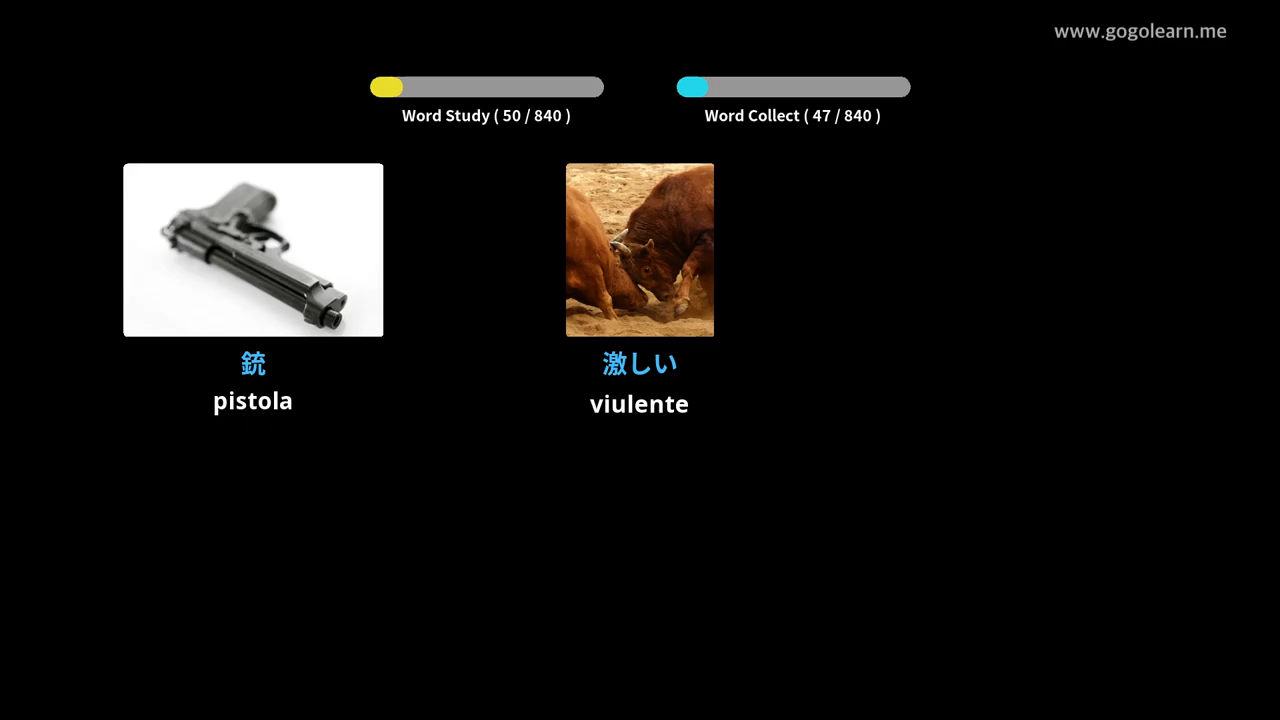 www.gogolearn.me
Word Study ( 50 / 840 )
Word Collect ( 47 / 840 )
銃
pistola
激しい
viulente